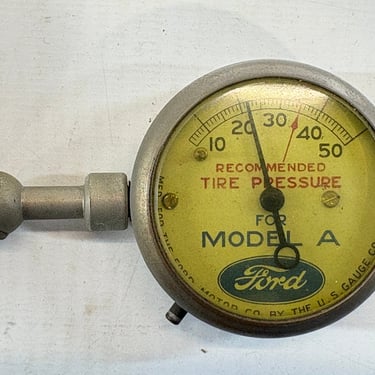 10 20 30 40 50
RECOMMENDED
TIRE PRESSURE
FOR
MODEL A
Ford
MFD FOR THE FORD MOTOR CO. BY THE U.S. GAUGE CO.